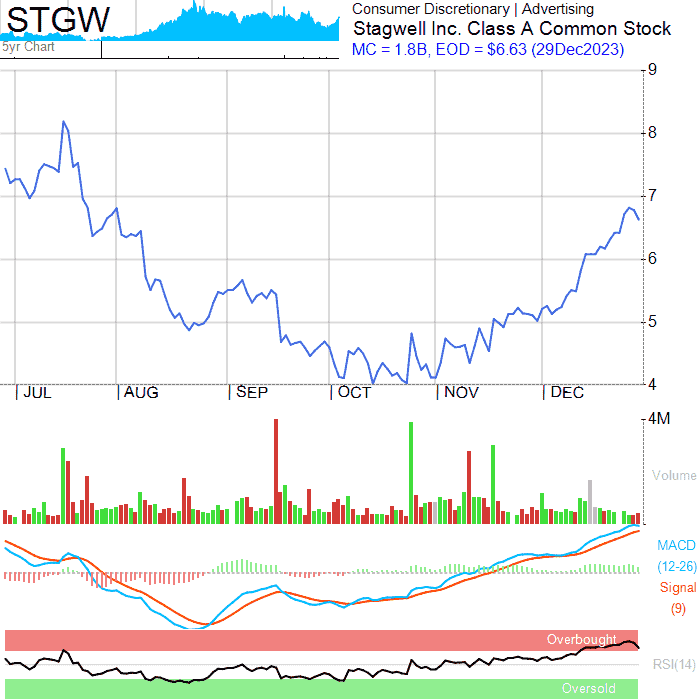 STGW
5yr Chart
Consumer Discretionary | Advertising
Stagwell Inc. Class A Common Stock
MC = 1.8B, EOD = $6.63 (29Dec2023)
9
8
7
6
5
4
JUL AUG SEP OCT NOV DEC
4M
Volume
MACD
(12-26)
Signal
(9)
Overbought
RSI(14)
Oversold